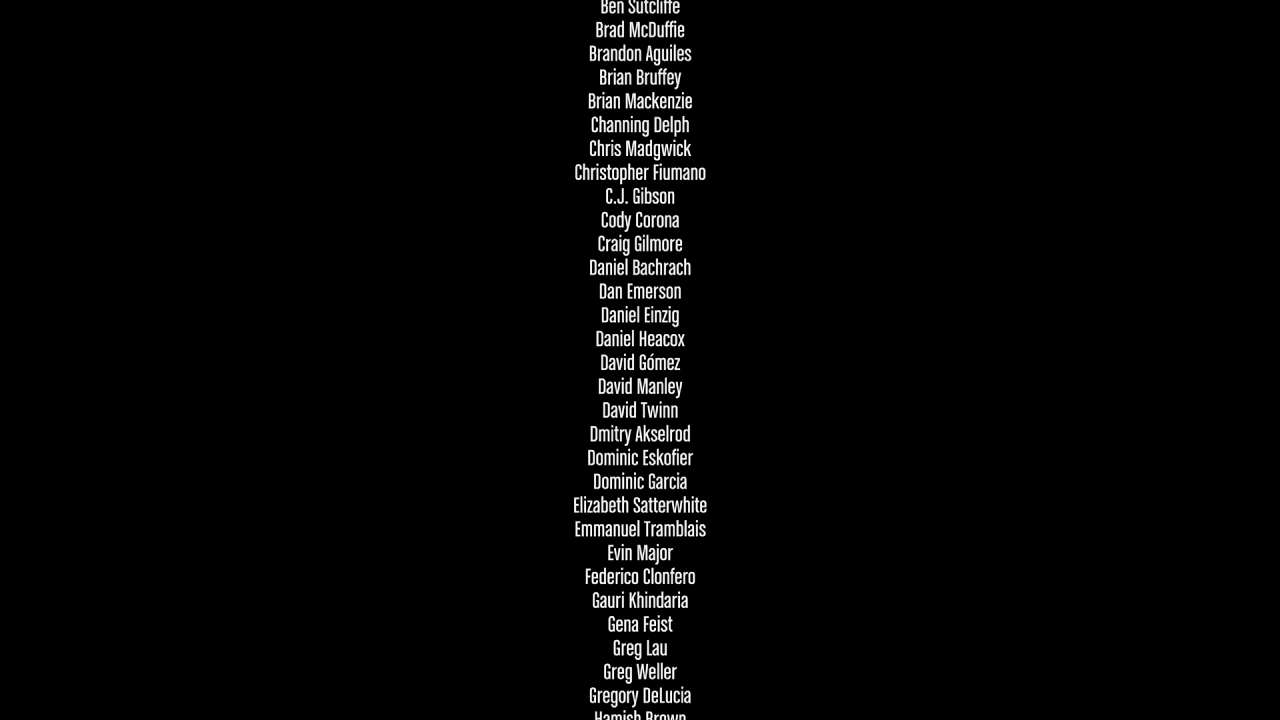 Ben Sutcliffe
Brad McDuffie
Brandon Aguiles
Brian Bruffey
Brian Mackenzie
Channing Delph
Chris Madgwick
Christopher Fiumano
C.J. Gibson
Cody Corona
Craig Gilmore
Daniel Bachrach
Dan Emerson
Daniel Einzig
Daniel Heacox
David Gómez
David Manley
David Twinn
Dmitry Akselrod
Dominic Eskofier
Dominic Garcia
Elizabeth Satterwhite
Emmanuel Tramblais
Evin Major
Federico Clonfero
Gauri Khindaria
Gena Feist
Greg Lau
Greg Weller
Gregory DeLucia
Hamish Brown